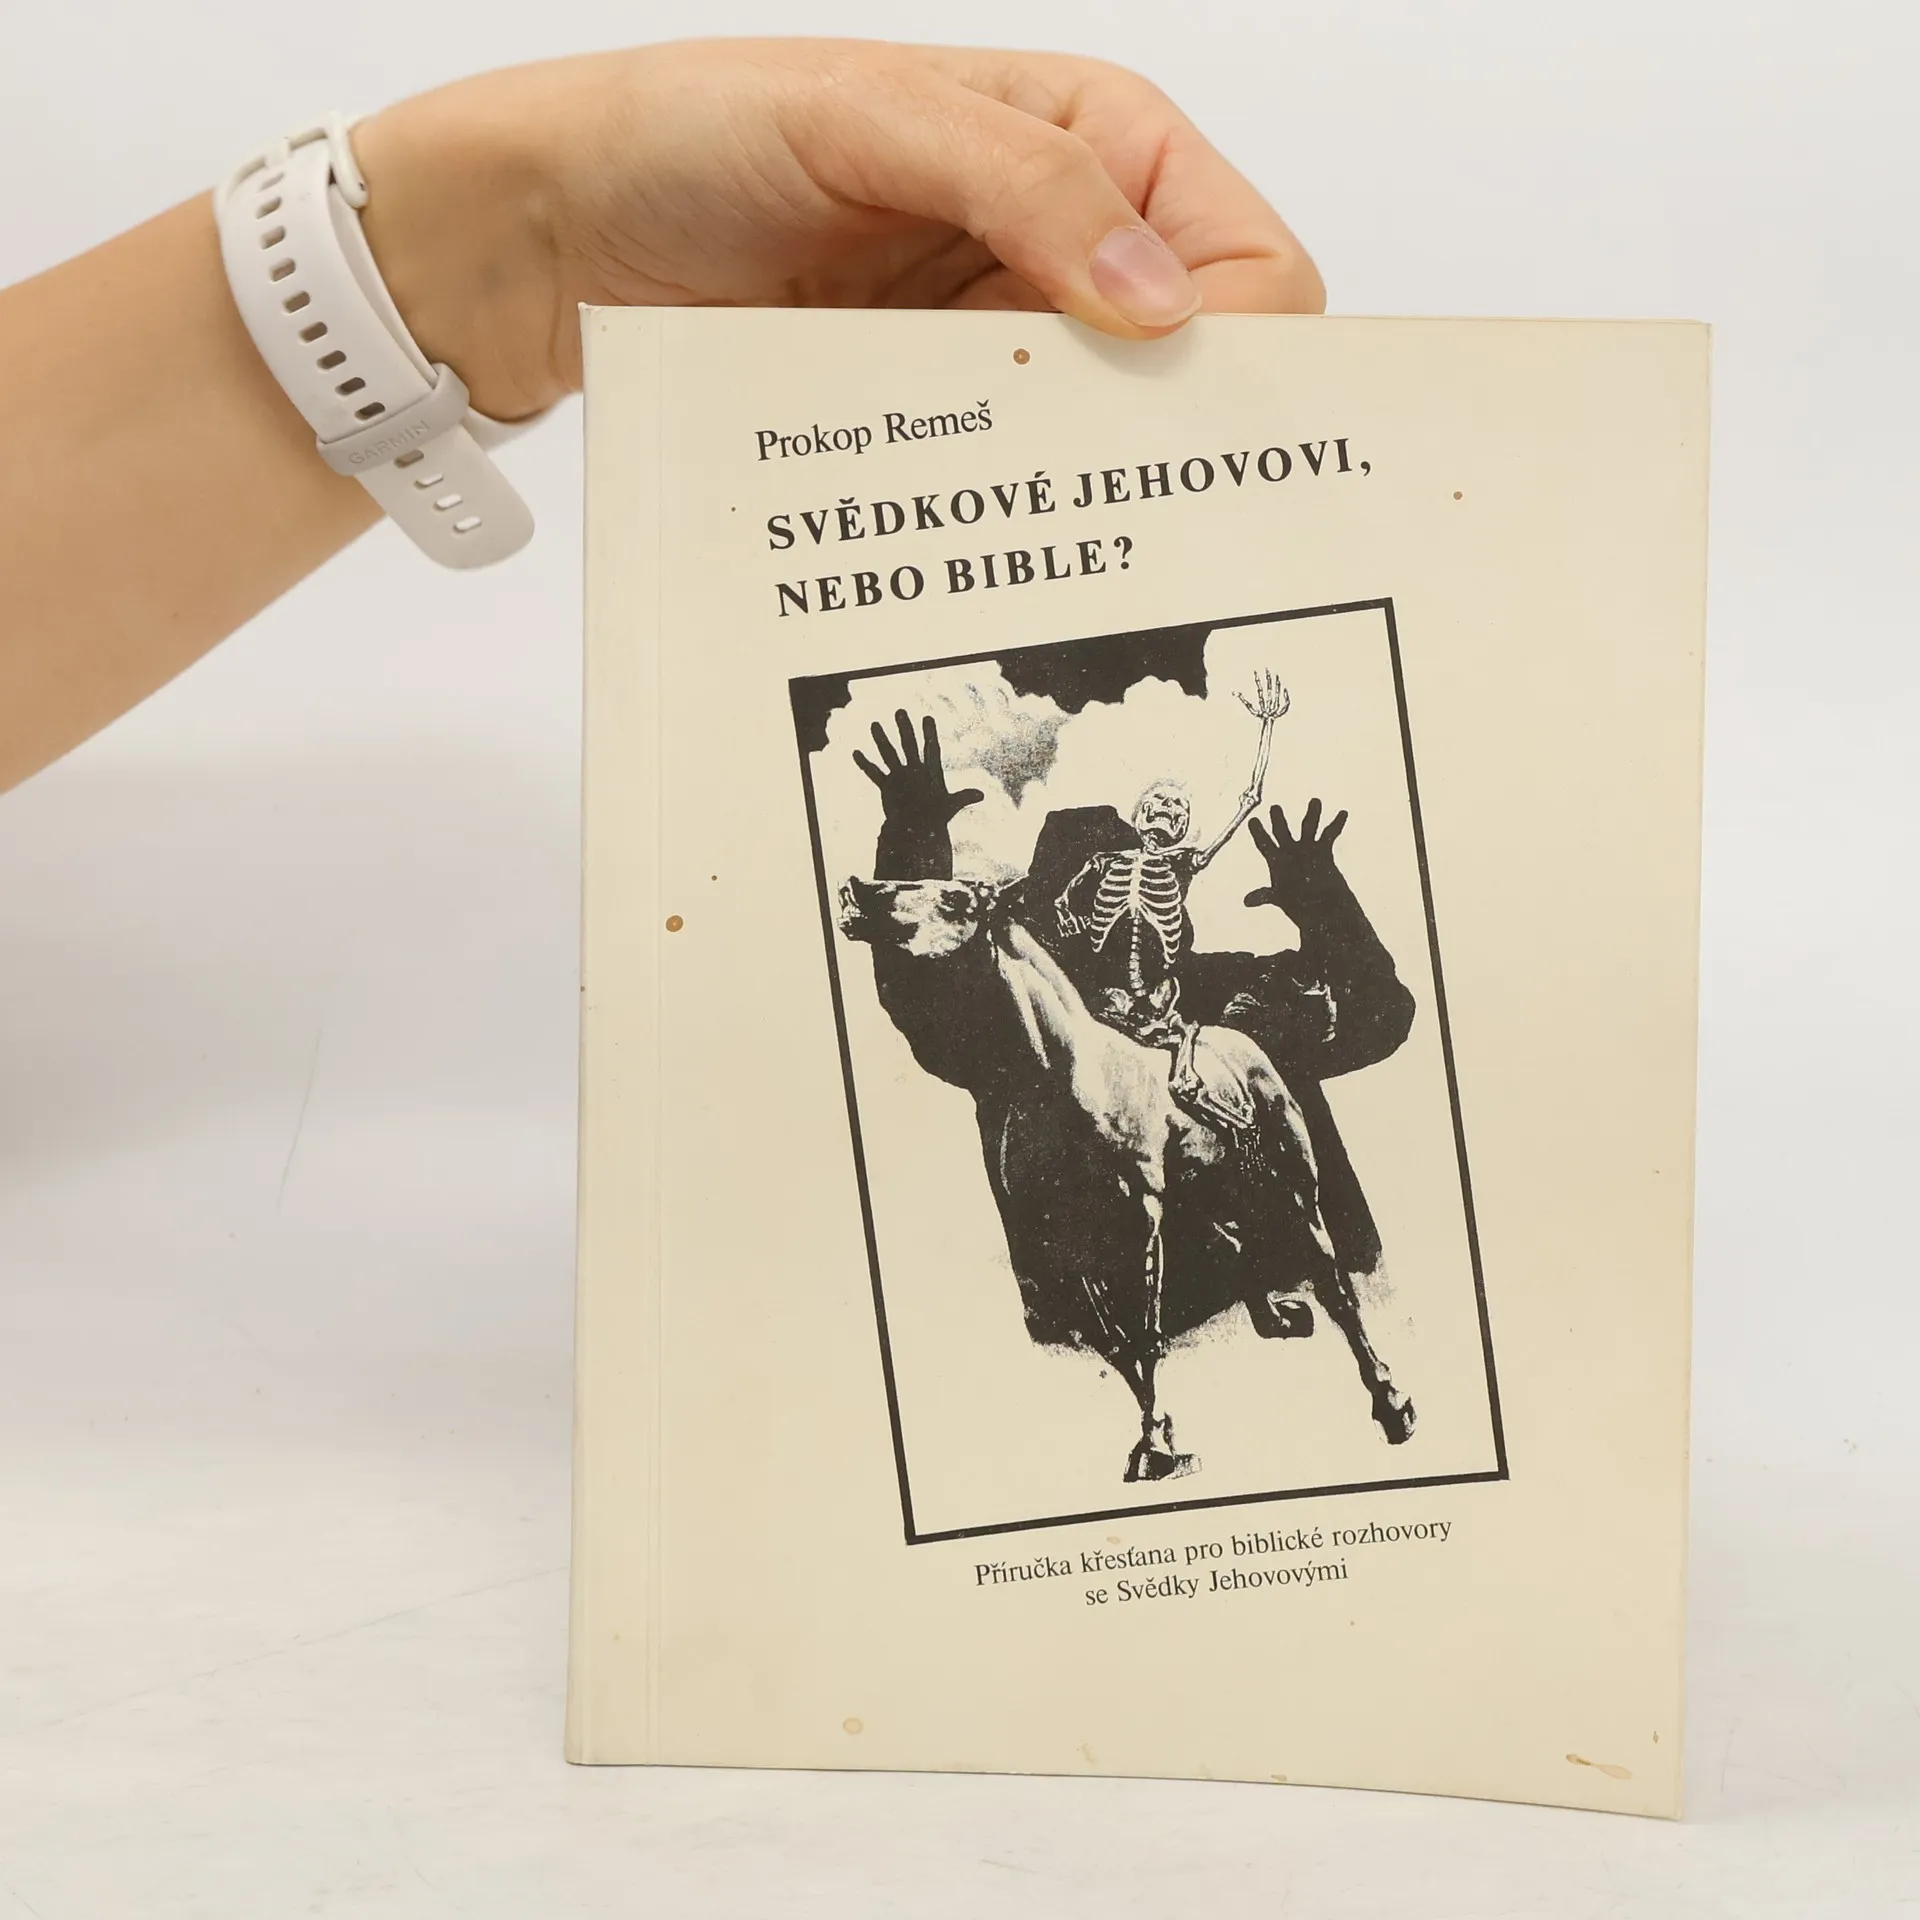 GARMIN
Prokop Remeš
SVĚDKOVÉ JEHOVOVI,
NEBO BIBLE?
Příručka křesťana pro biblické rozhovory
se Svědky Jehovovými